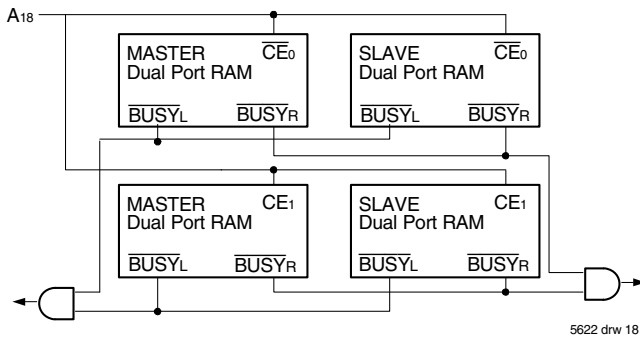 A18
MASTER CE0
Dual Port RAM
BUSYL BUSYR
SLAVE CE0
Dual Port RAM
BUSYL BUSYR
MASTER CE1
Dual Port RAM
BUSYL BUSYR
SLAVE CE1
Dual Port RAM
BUSYL BUSYR
5622 drw 18